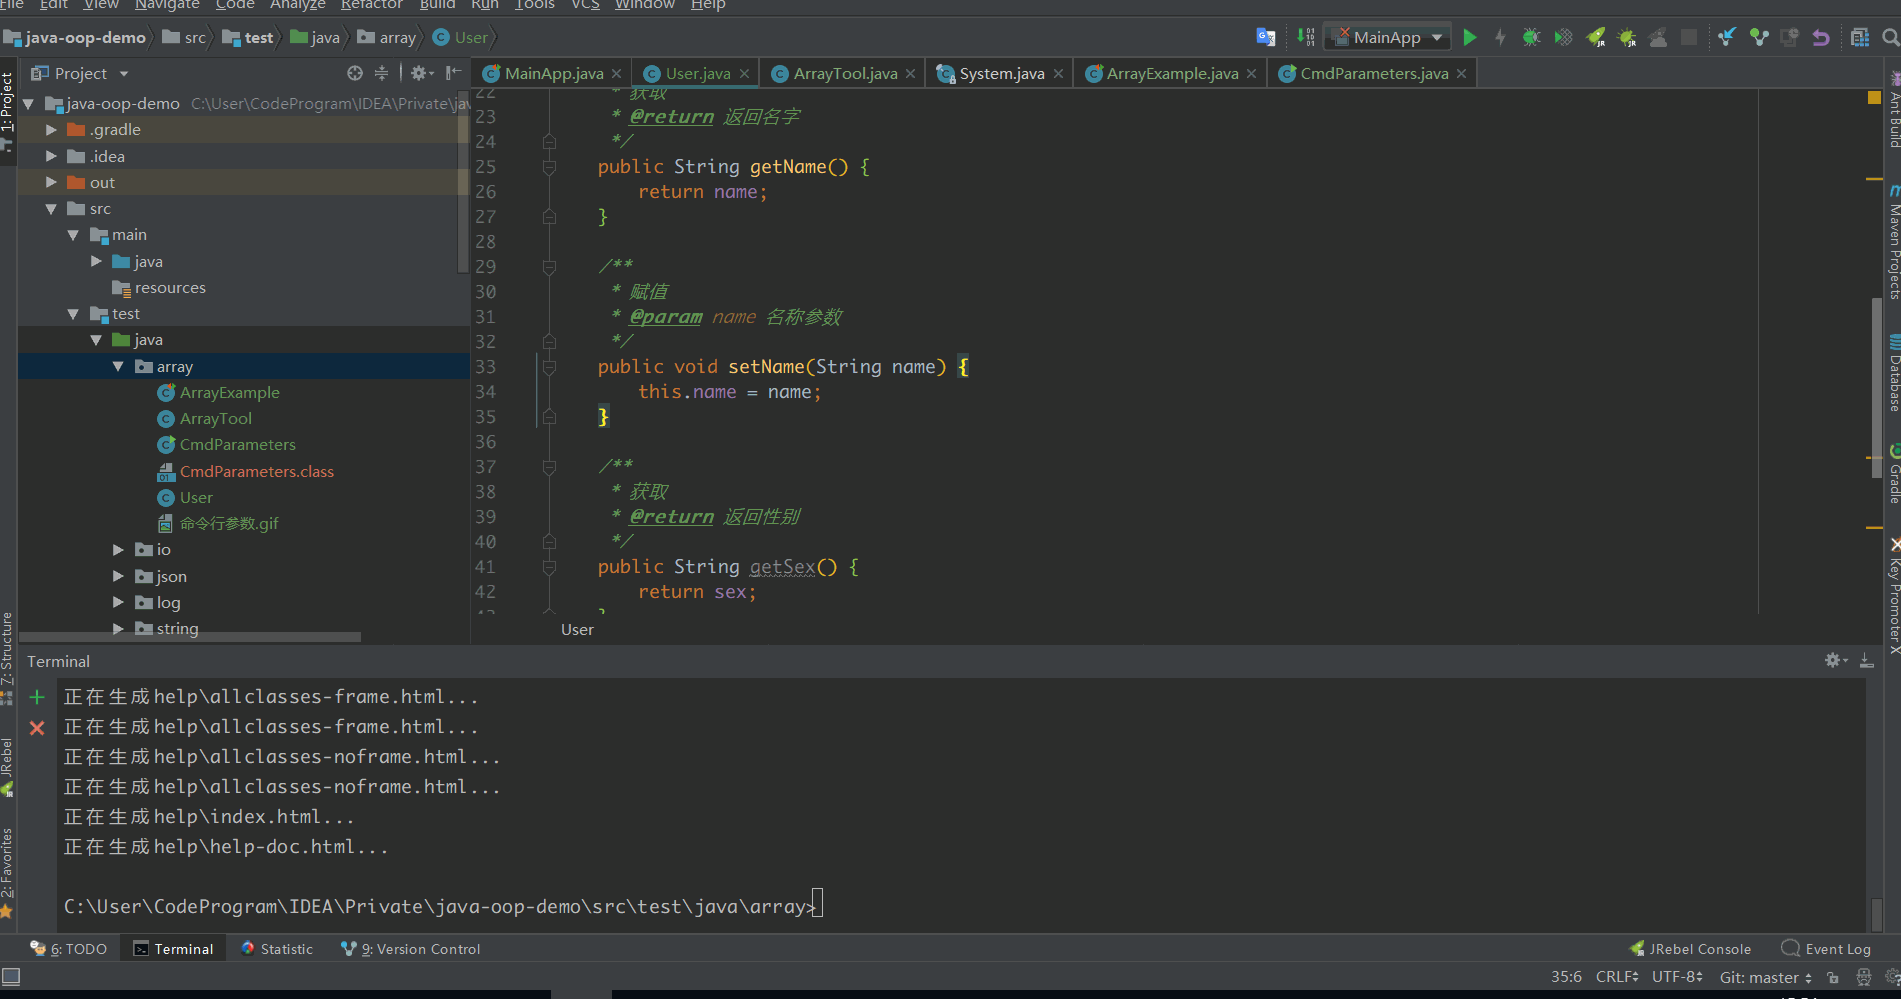 File Edit View Navigate Code Analyze Refactor Build Run Tools VCS Window Help
java-oop-demo src test java array User
MainApp
Project
MainApp.java User.java ArrayTool.java System.java ArrayExample.java CmdParameters.java
java-oop-demo C:\User\CodeProgram\IDEA\Private\jav
.gradle
.idea
out
src
main
java
resources
test
java
array
ArrayExample
ArrayTool
CmdParameters
CmdParameters.class
User
命令行参数.gif
io
json
log
string
22 * 获取
23 * @return 返回名字
24 */
25 public String getName() {
26 return name;
27 }
28
29 /**
30 * 赋值
31 * @param name 名称参数
32 */
33 public void setName(String name) {
34 this.name = name;
35 }
36
37 /**
38 * 获取
39 * @return 返回性别
40 */
41 public String getSex() {
42 return sex;
43 }
User
1: Project
7: Structure
JRebel
2: Favorites
Ant Build
Maven Projects
Database
Gradle
Key Promoter X
Terminal
正在生成help\allclasses-frame.html...
正在生成help\allclasses-frame.html...
正在生成help\allclasses-noframe.html...
正在生成help\allclasses-noframe.html...
正在生成help\index.html...
正在生成help\help-doc.html...
C:\User\CodeProgram\IDEA\Private\java-oop-demo\src\test\java\array>
6: TODO Terminal Statistic 9: Version Control JRebel Console Event Log
35:6 CRLF UTF-8 Git: master